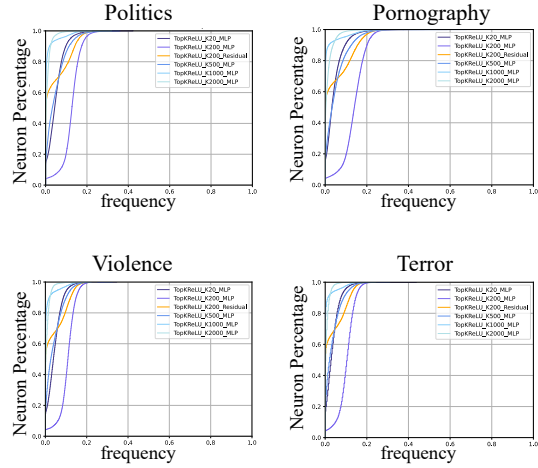 Politics
Neuron Percentage
1.0
0.8
0.6
0.4
0.2
0.0
TopKReLU_K20_MLP
TopKReLU_K200_MLP
TopKReLU_K200_Residual
TopKReLU_K500_MLP
TopKReLU_K1000_MLP
TopKReLU_K2000_MLP
0.0 0.2 0.4 0.6 0.8 1.0
frequency
Pornography
Neuron Percentage
1.0
0.8
0.6
0.4
0.2
0.0
TopKReLU_K20_MLP
TopKReLU_K200_MLP
TopKReLU_K200_Residual
TopKReLU_K500_MLP
TopKReLU_K1000_MLP
TopKReLU_K2000_MLP
0.0 0.2 0.4 0.6 0.8 1.0
frequency
Violence
Neuron Percentage
1.0
0.8
0.6
0.4
0.2
0.0
TopKReLU_K20_MLP
TopKReLU_K200_MLP
TopKReLU_K200_Residual
TopKReLU_K500_MLP
TopKReLU_K1000_MLP
TopKReLU_K2000_MLP
0.0 0.2 0.4 0.6 0.8 1.0
frequency
Terror
Neuron Percentage
1.0
0.8
0.6
0.4
0.2
0.0
TopKReLU_K20_MLP
TopKReLU_K200_MLP
TopKReLU_K200_Residual
TopKReLU_K500_MLP
TopKReLU_K1000_MLP
TopKReLU_K2000_MLP
0.0 0.2 0.4 0.6 0.8 1.0
frequency